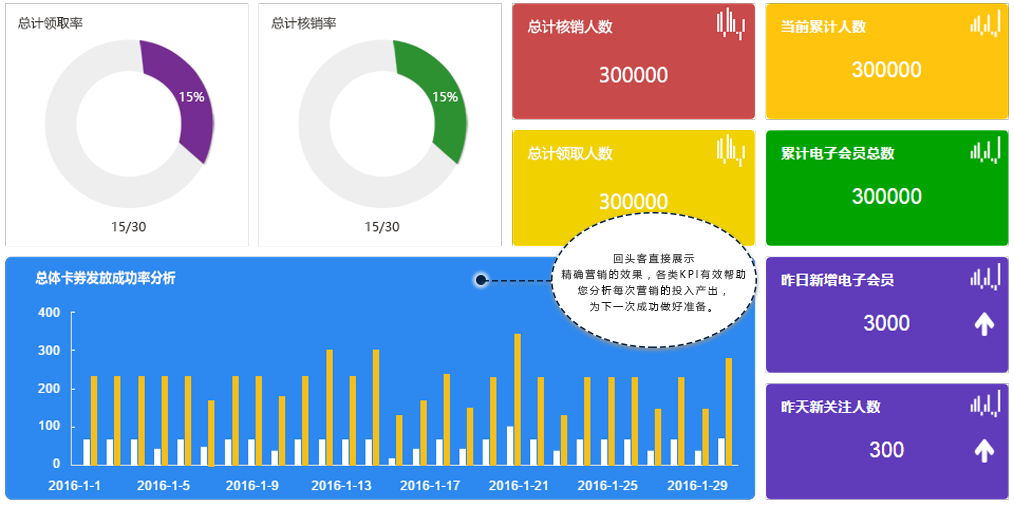 总计领取率
15%
15/30
总计核销率
15%
15/30
总计核销人数
300000
当前累计人数
300000
总计领取人数
300000
累计电子会员总数
300000
总体卡券发放成功率分析
回头客直接展示
精确营销的效果，各类KPI有效帮助
您分析每次营销的投入产出，
为下一次成功做好准备。
400
300
200
100
0
2016-1-1 2016-1-5 2016-1-9 2016-1-13 2016-1-17 2016-1-21 2016-1-25 2016-1-29
昨日新增电子会员
3000
昨天新关注人数
300